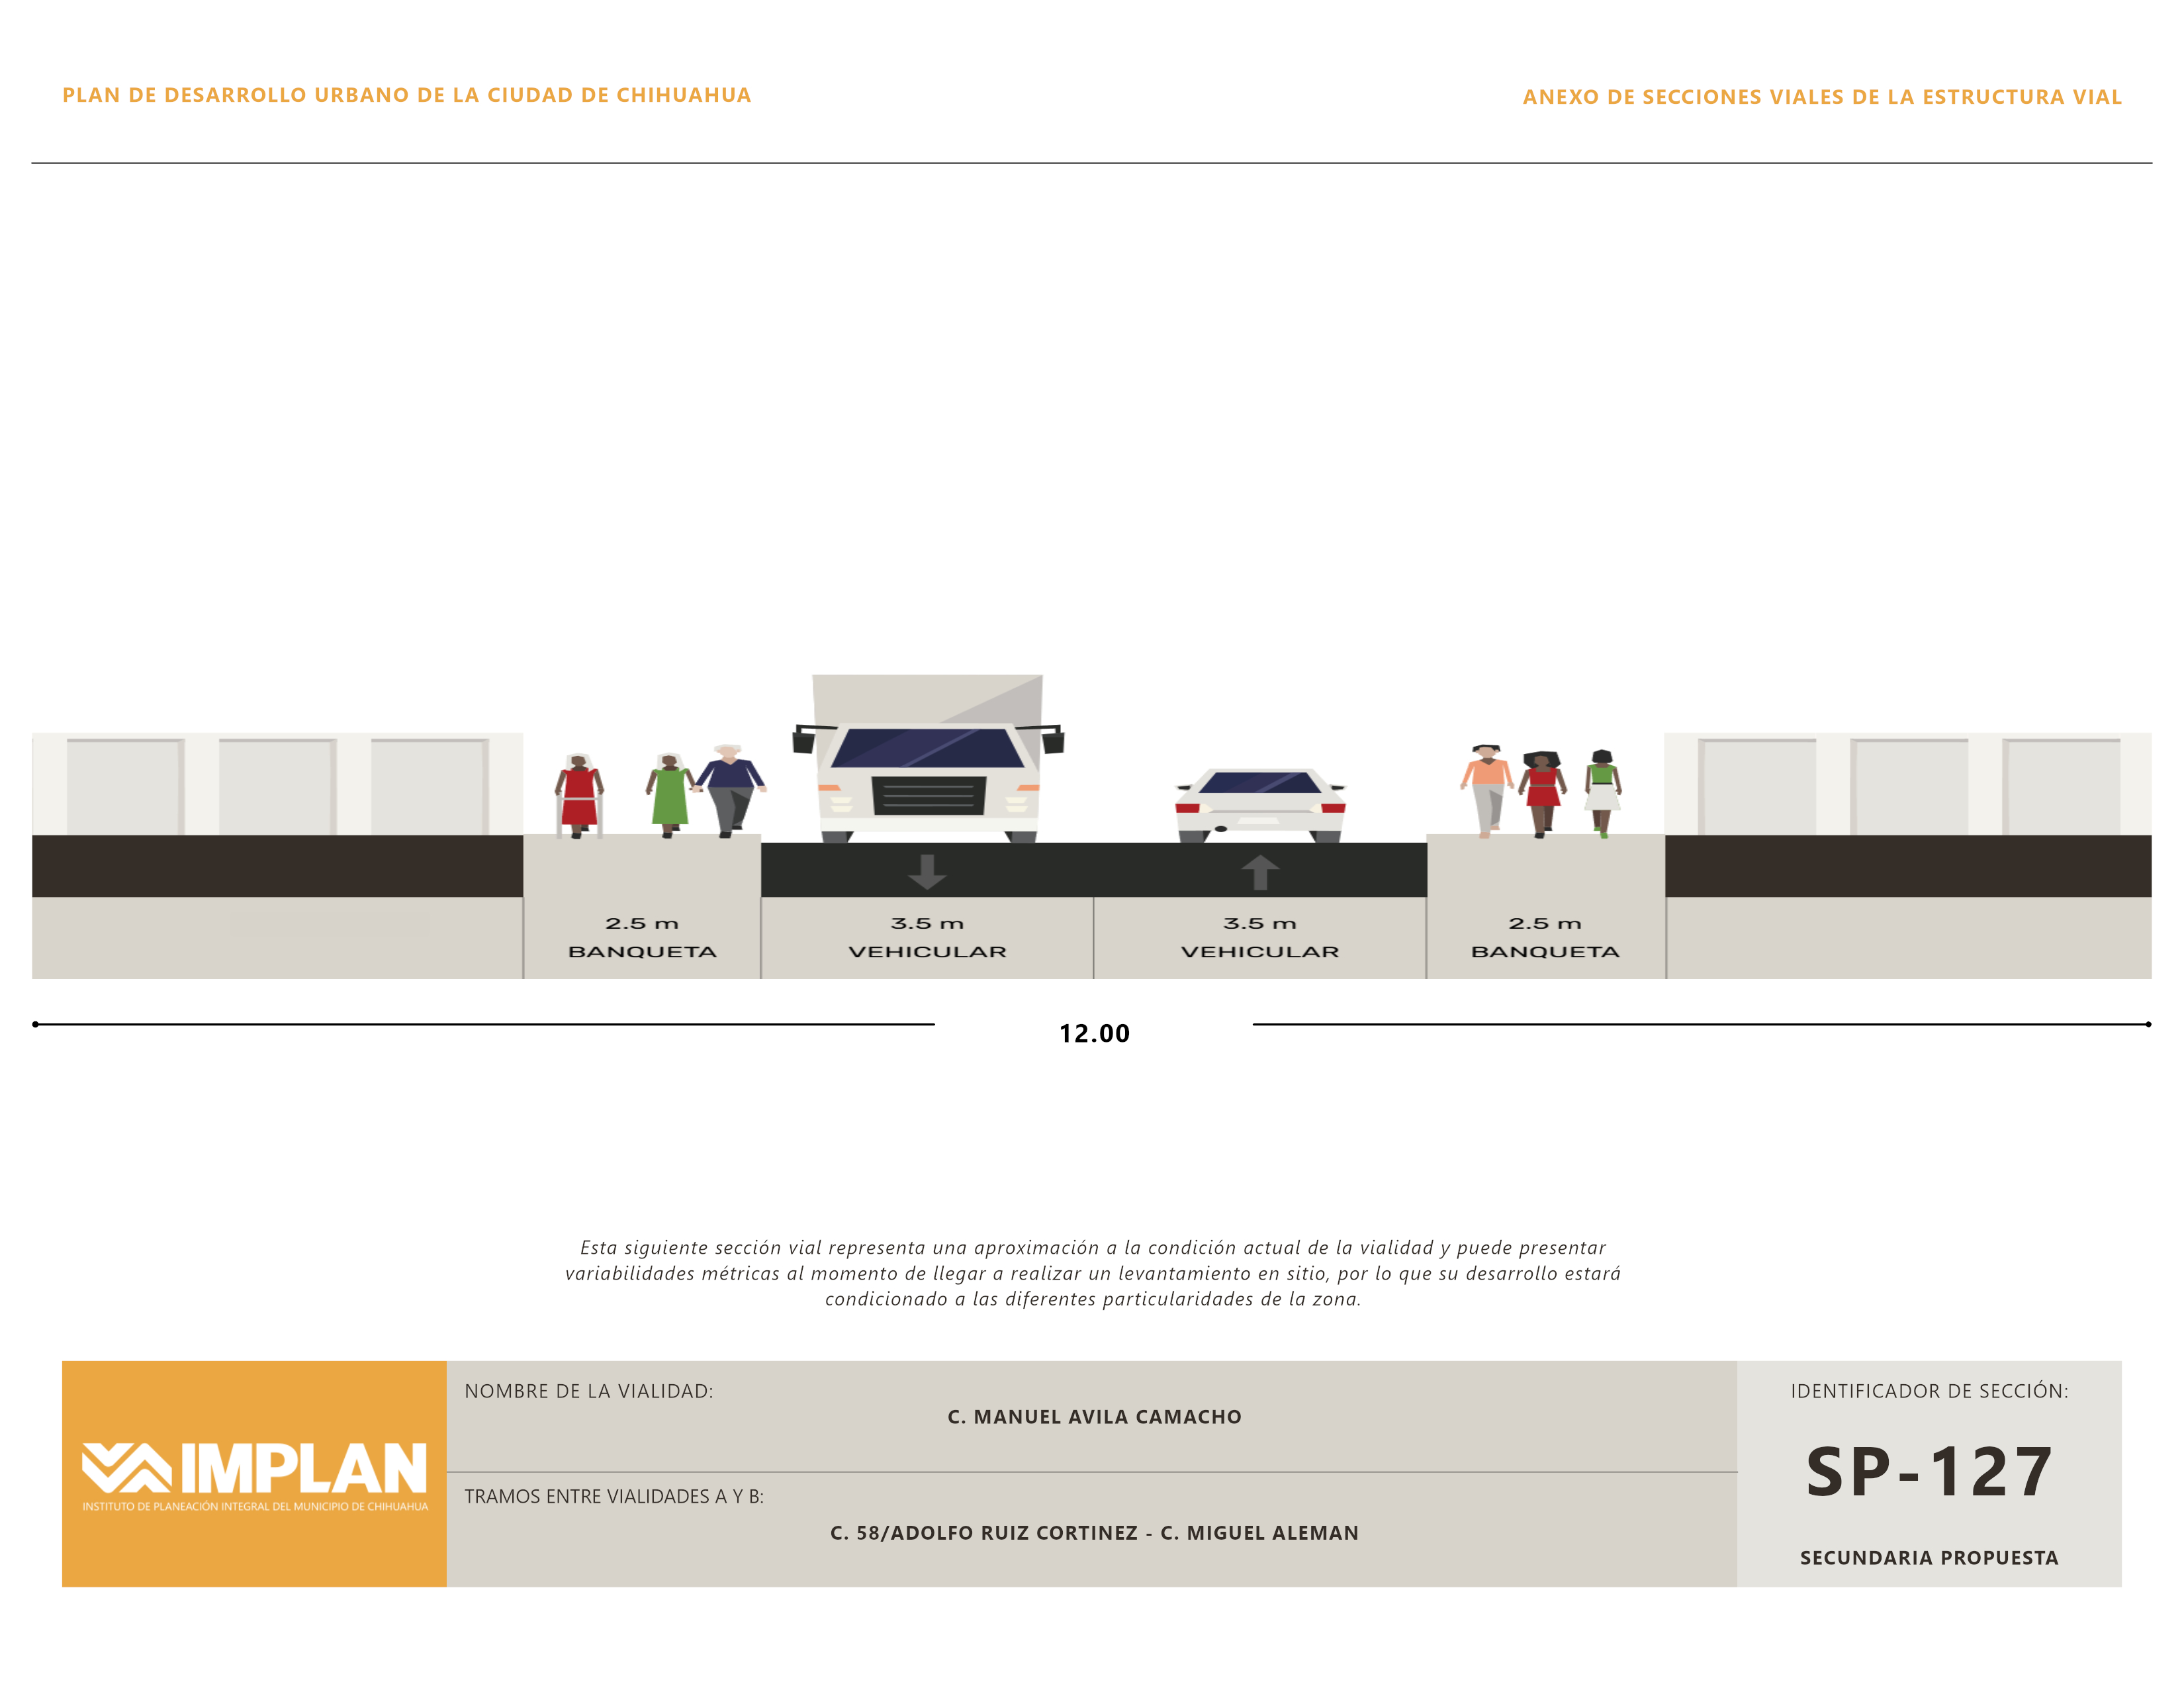 PLAN DE DESARROLLO URBANO DE LA CIUDAD DE CHIHUAHUA
ANEXO DE SECCIONES VIALES DE LA ESTRUCTURA VIAL
2.5 m
BANQUETA
3.5 m
VEHICULAR
3.5 m
VEHICULAR
2.5 m
BANQUETA
12.00
Esta siguiente sección vial representa una aproximación a la condición actual de la vialidad y puede presentar
variabilidades métricas al momento de llegar a realizar un levantamiento en sitio, por lo que su desarrollo estará
condicionado a las diferentes particularidades de la zona.
IMPLAN
INSTITUTO DE PLANEACIÓN INTEGRAL DEL MUNICIPIO DE CHIHUAHUA
NOMBRE DE LA VIALIDAD:
C. MANUEL AVILA CAMACHO
TRAMOS ENTRE VIALIDADES A Y B:
C. 58/ADOLFO RUIZ CORTINEZ - C. MIGUEL ALEMAN
IDENTIFICADOR DE SECCIÓN:
SP-127
SECUNDARIA PROPUESTA